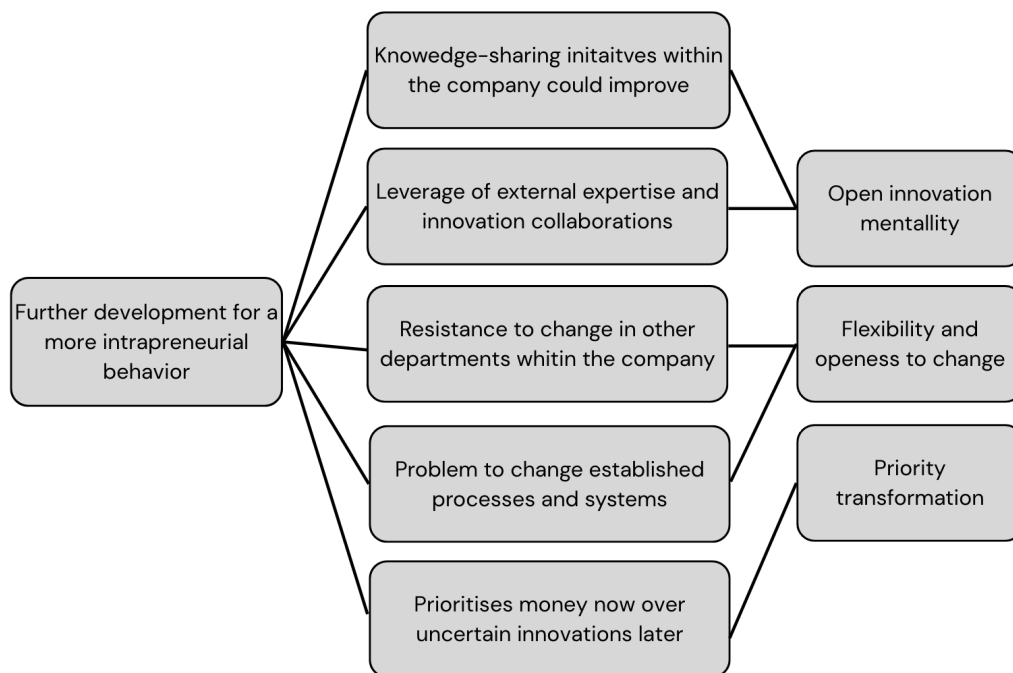 Knowedge-sharing initaitves within
the company could improve
Leverage of external expertise and
innovation collaborations
Open innovation
mentallity
Further development for a
more intrapreneurial
behavior
Resistance to change in other
departments whitin the company
Flexibility and
openess to change
Problem to change established
processes and systems
Priority
transformation
Prioritises money now over
uncertain innovations later